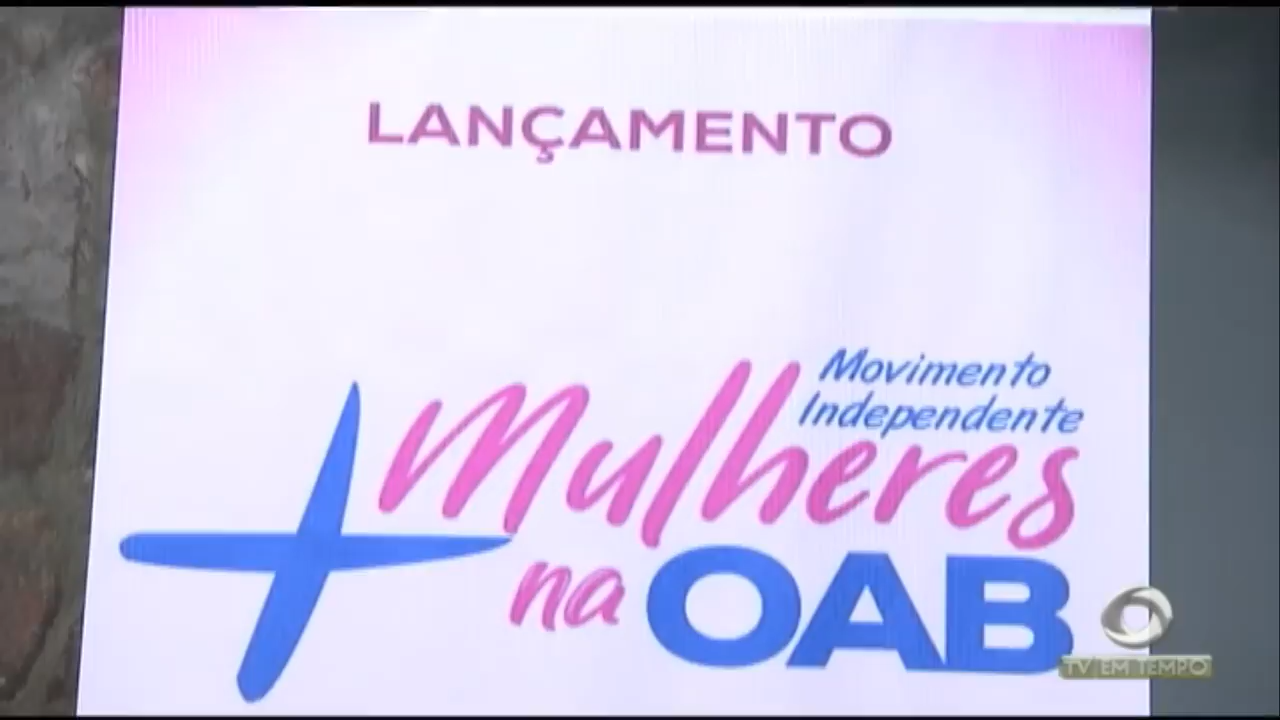 LANÇAMENTO
Movimento
Independente
+Mulheres
na OAB
TV EM TEMPO